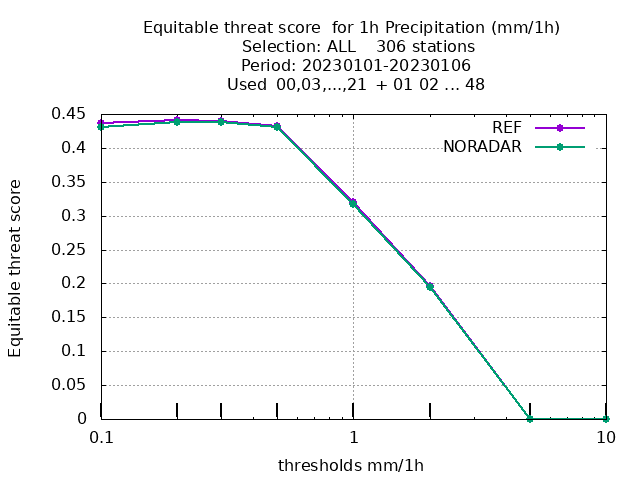 Equitable threat score for 1h Precipitation (mm/1h)
Selection: ALL 306 stations
Period: 20230101-20230106
Used 00,03,...,21 + 01 02 ... 48
REF
NORADAR
0.45
0.4
0.35
0.3
0.25
0.2
0.15
0.1
0.05
0
Equitable threat score
0.1
1
10
thresholds mm/1h